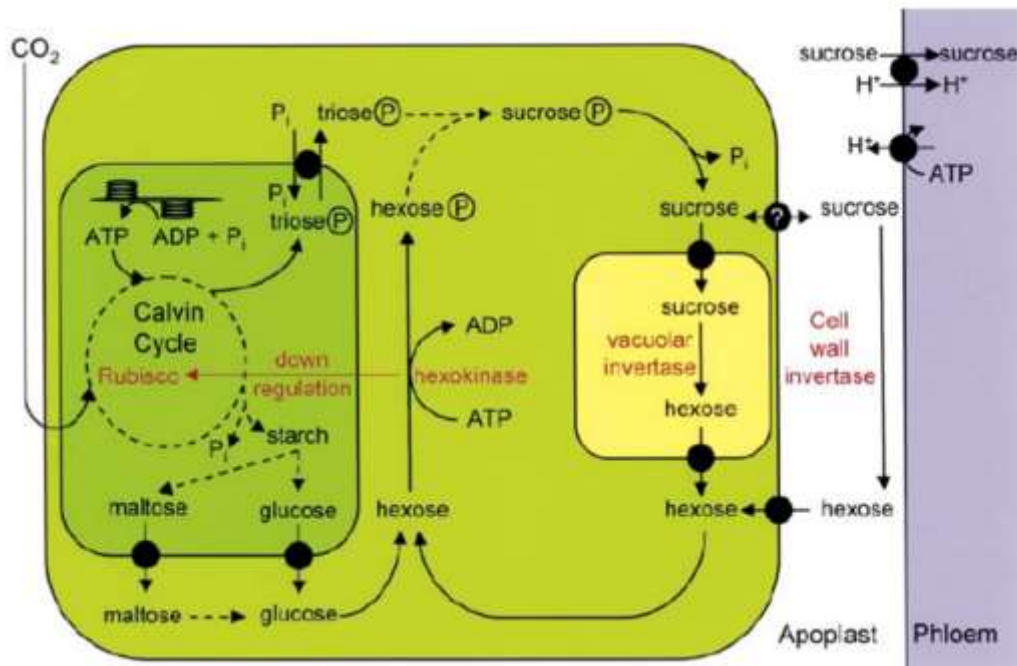 CO2
sucrose sucrose
H+ H+
Pi triose P sucrose P
H+
Pi
ATP
Pi
triose P hexose P sucrose ? sucrose
ATP ADP + Pi
sucrose
Calvin
Cycle
ADP
Cell
wall
invertase
vacuolar
invertase
down
regulation
Rubisco
hexokinase
hexose
ATP
starch
Pi
maltose glucose hexose hexose hexose
maltose glucose
Apoplast Phloem